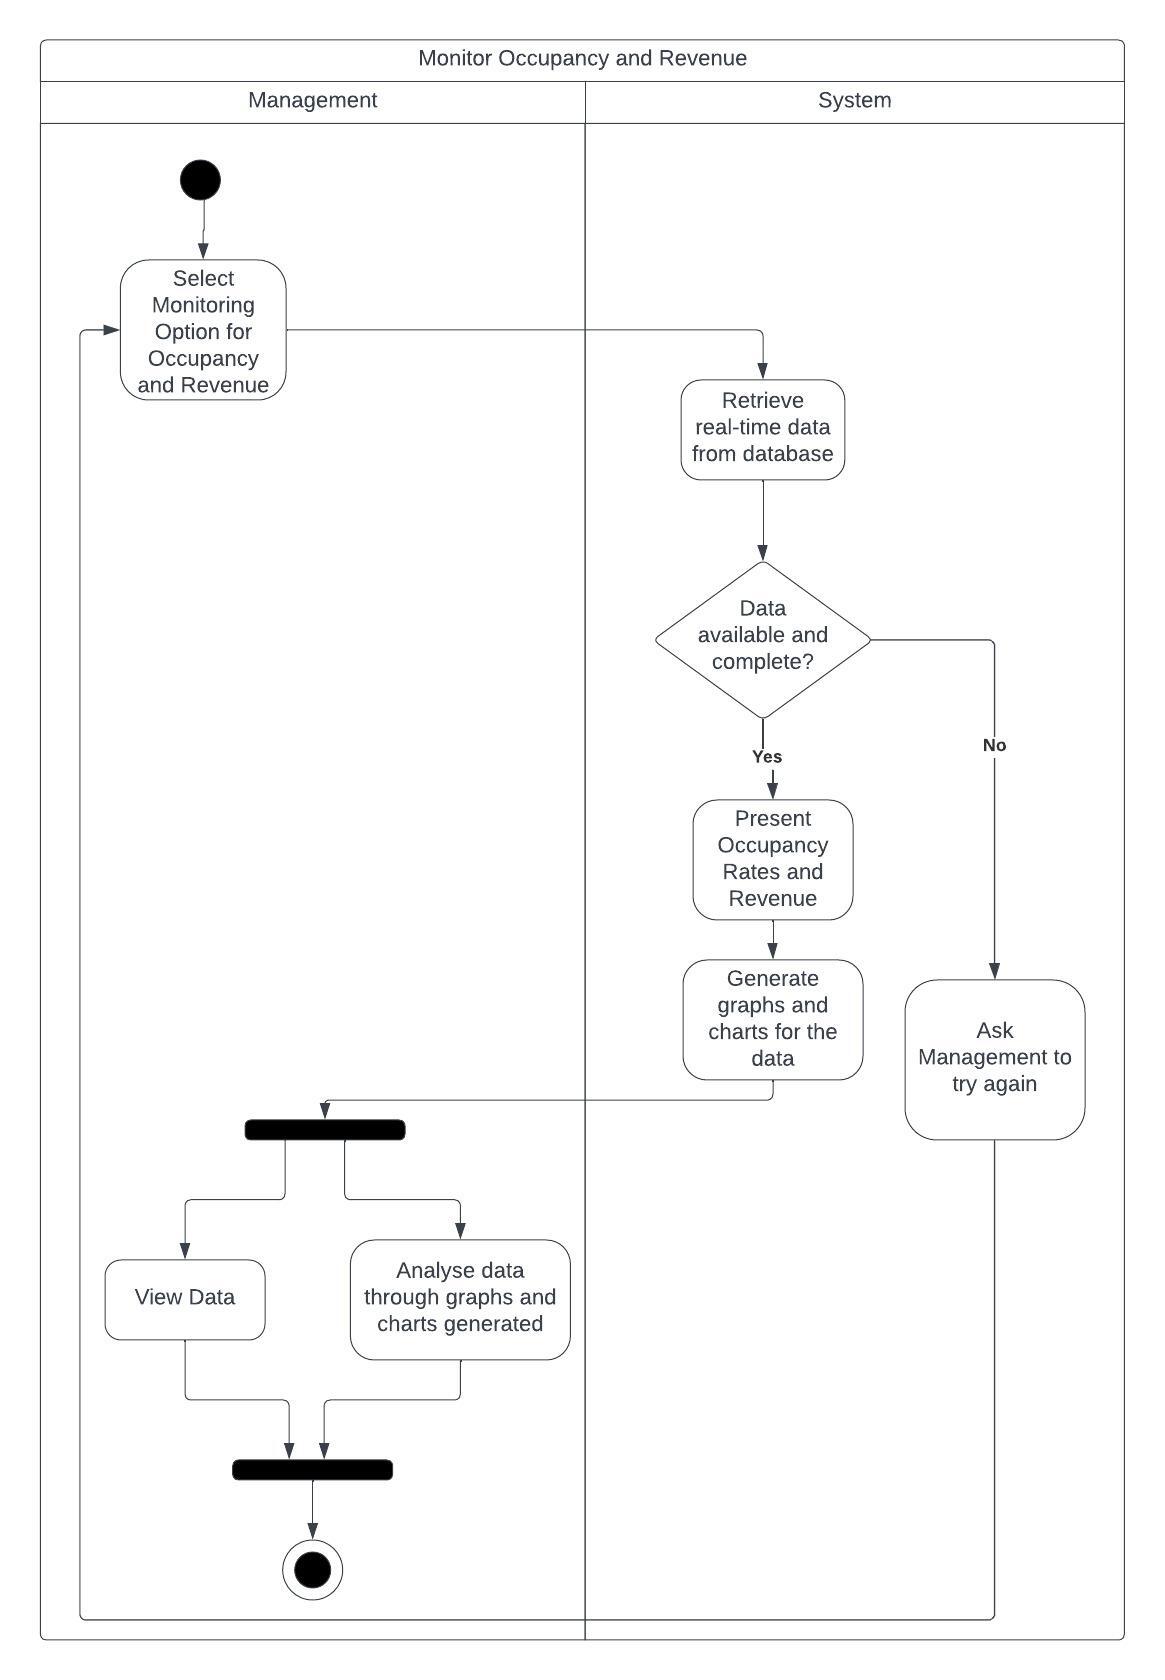 Monitor Occupancy and Revenue
Management
System
Select
Monitoring
Option for
Occupancy
and Revenue
Retrieve
real-time data
from database
Data
available and
complete?
No
Yes
Present
Occupancy
Rates and
Revenue
Generate
graphs and
charts for the
data
Ask
Management to
try again
View Data
Analyse data
through graphs and
charts generated